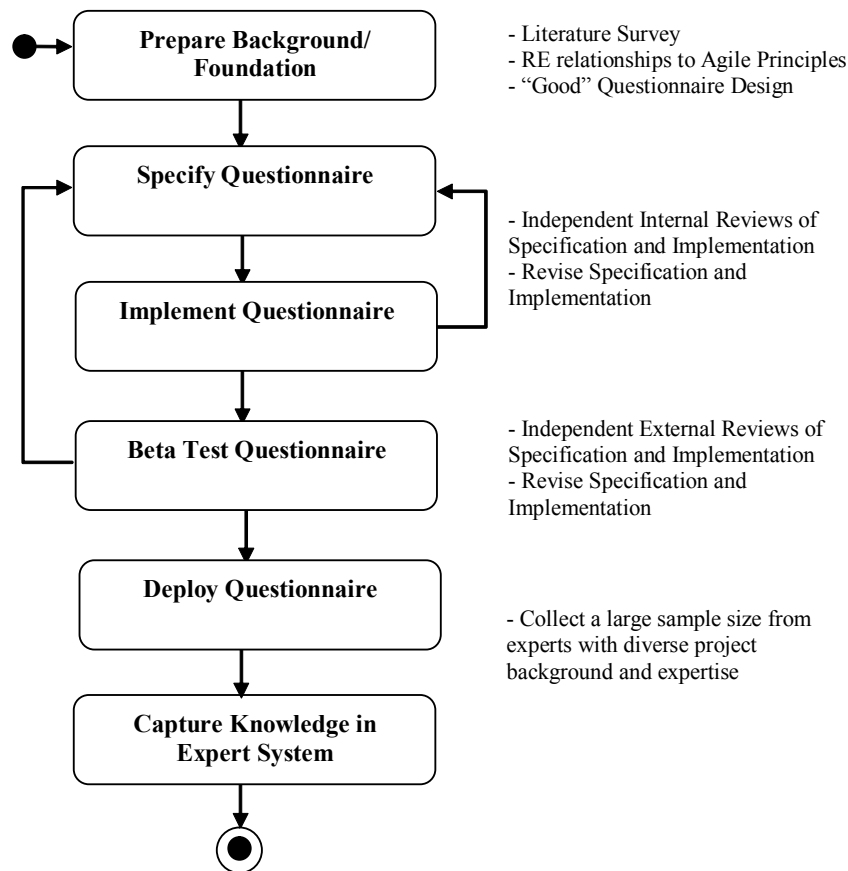 Prepare Background/
Foundation
- Literature Survey
- RE relationships to Agile Principles
- “Good” Questionnaire Design
Specify Questionnaire
- Independent Internal Reviews of
Specification and Implementation
- Revise Specification and
Implementation
Implement Questionnaire
Beta Test Questionnaire
- Independent External Reviews of
Specification and Implementation
- Revise Specification and
Implementation
Deploy Questionnaire
- Collect a large sample size from
experts with diverse project
background and expertise
Capture Knowledge in
Expert System